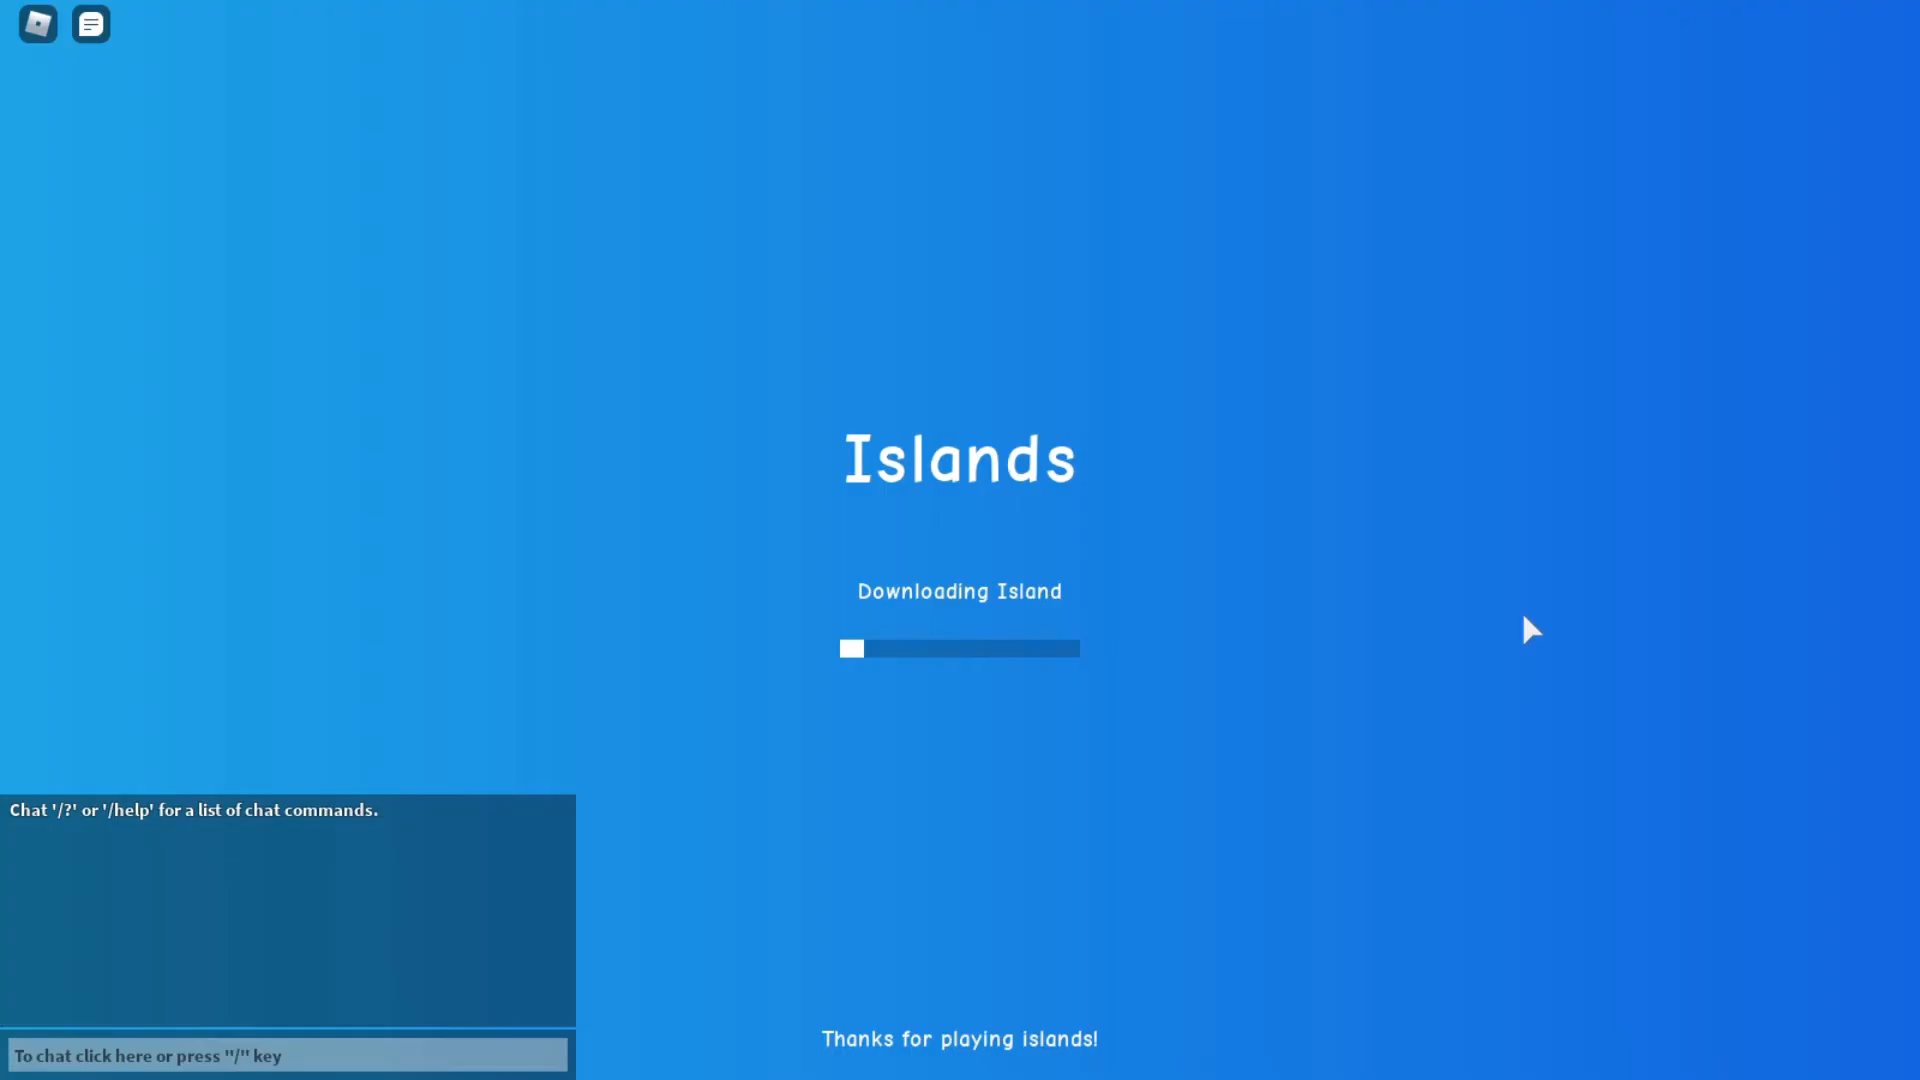 Islands
Downloading Island
Chat '/?' or '/help' for a list of chat commands.
Thanks for playing islands!
To chat click here or press "/" key